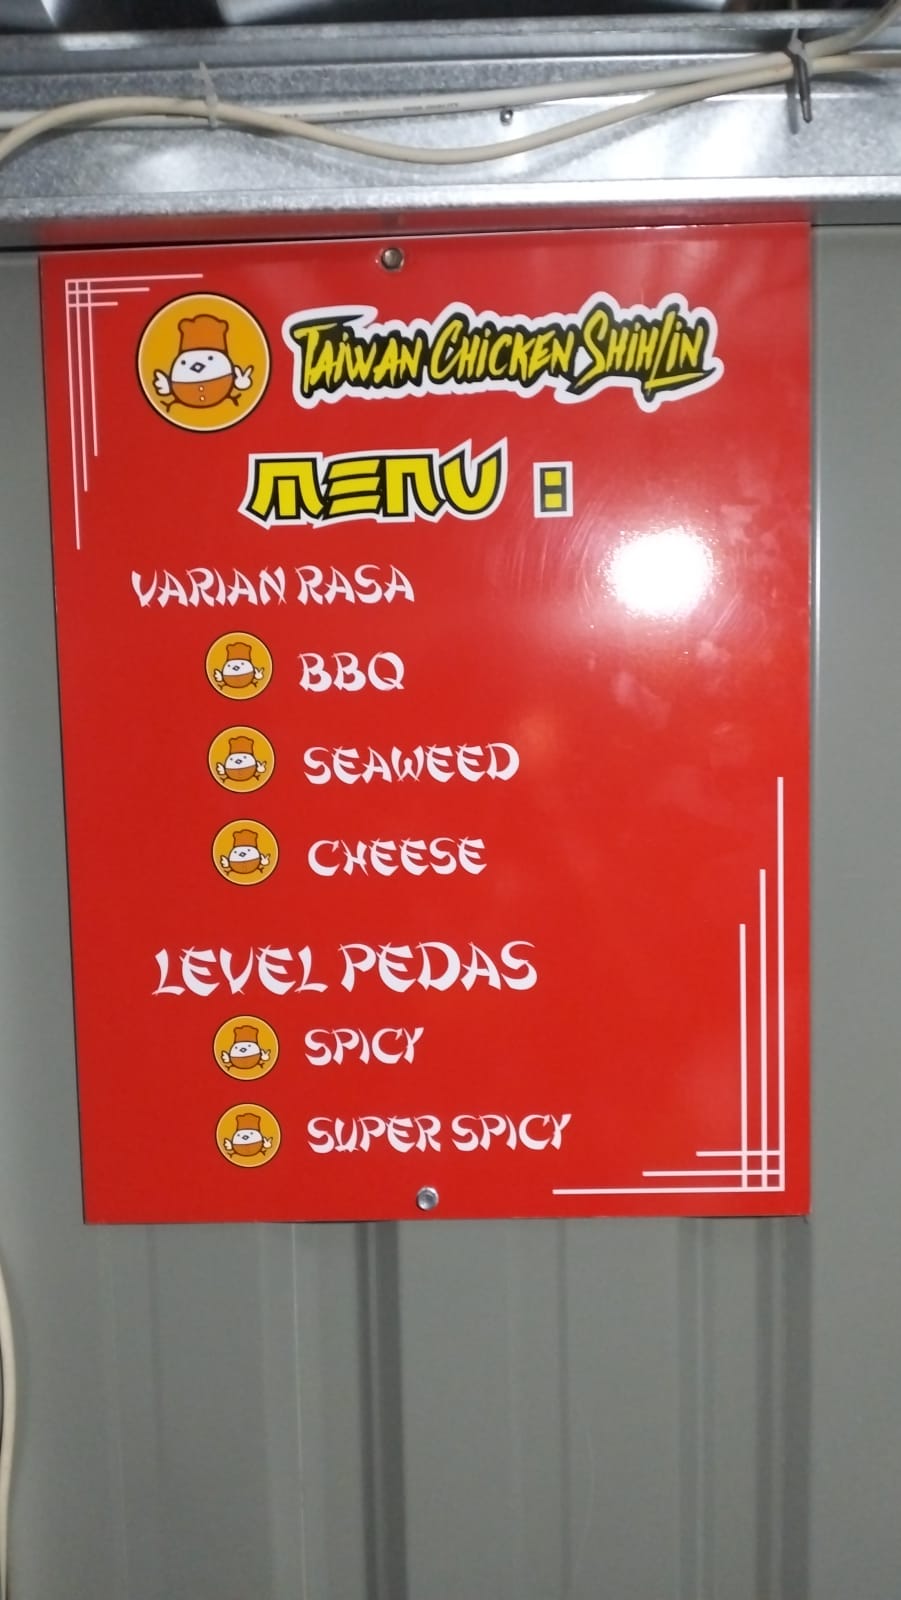 TAIWAN CHICKEN SHIHLIN
MENU :
VARIAN RASA
BBQ
SEAWEED
CHEESE
LEVEL PEDAS
SPICY
SUPER SPICY